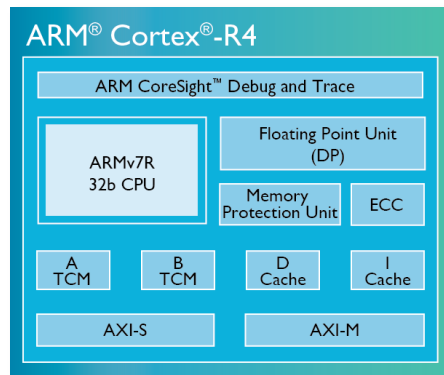 ARM® Cortex®-R4
ARM CoreSight™ Debug and Trace
ARMv7R
32b CPU
Floating Point Unit
(DP)
Memory
Protection Unit
ECC
A
TCM
B
TCM
D
Cache
I
Cache
AXI-S
AXI-M